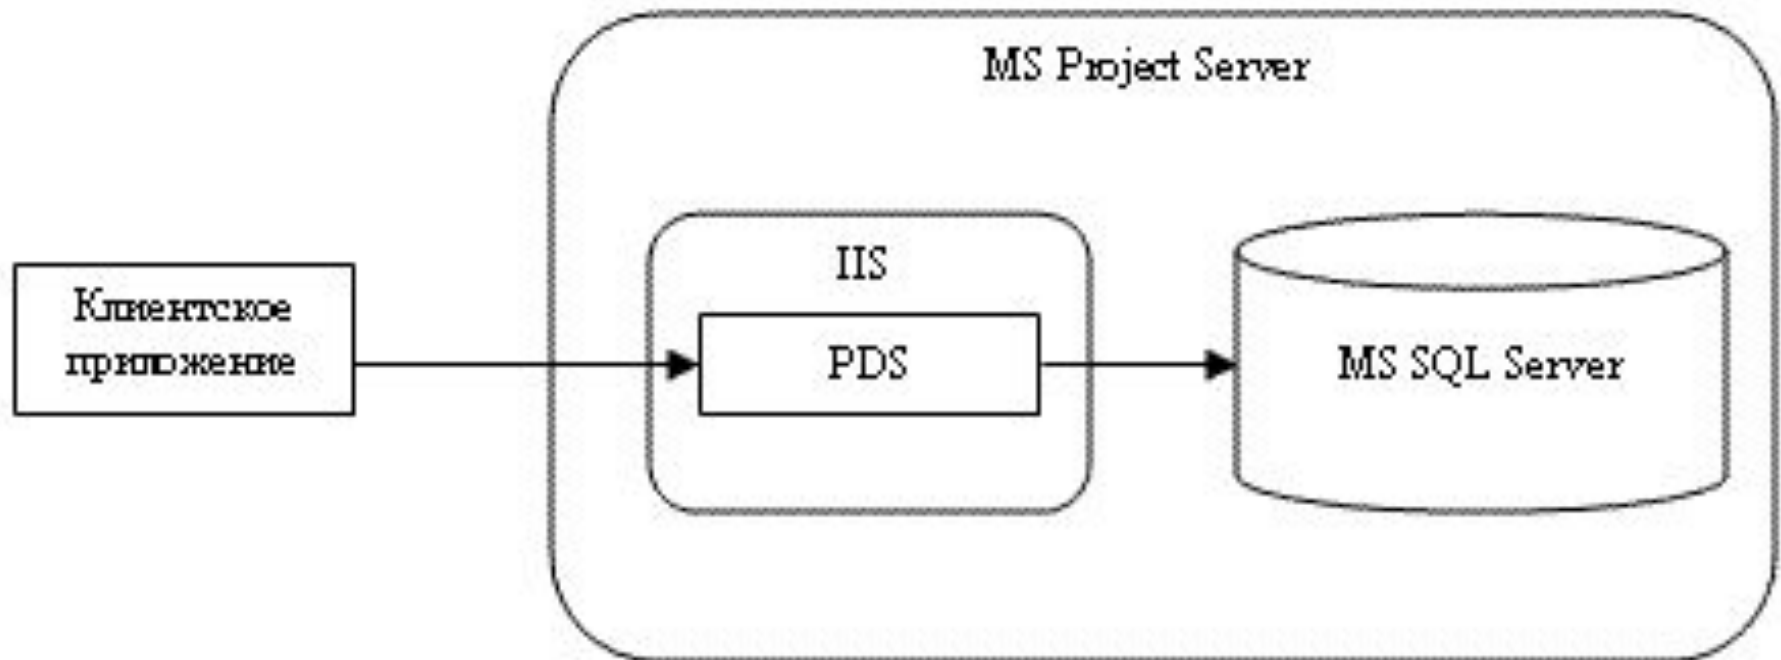 MS Project Server
IIS
Клиентское
приложение
PDS
MS SQL Server